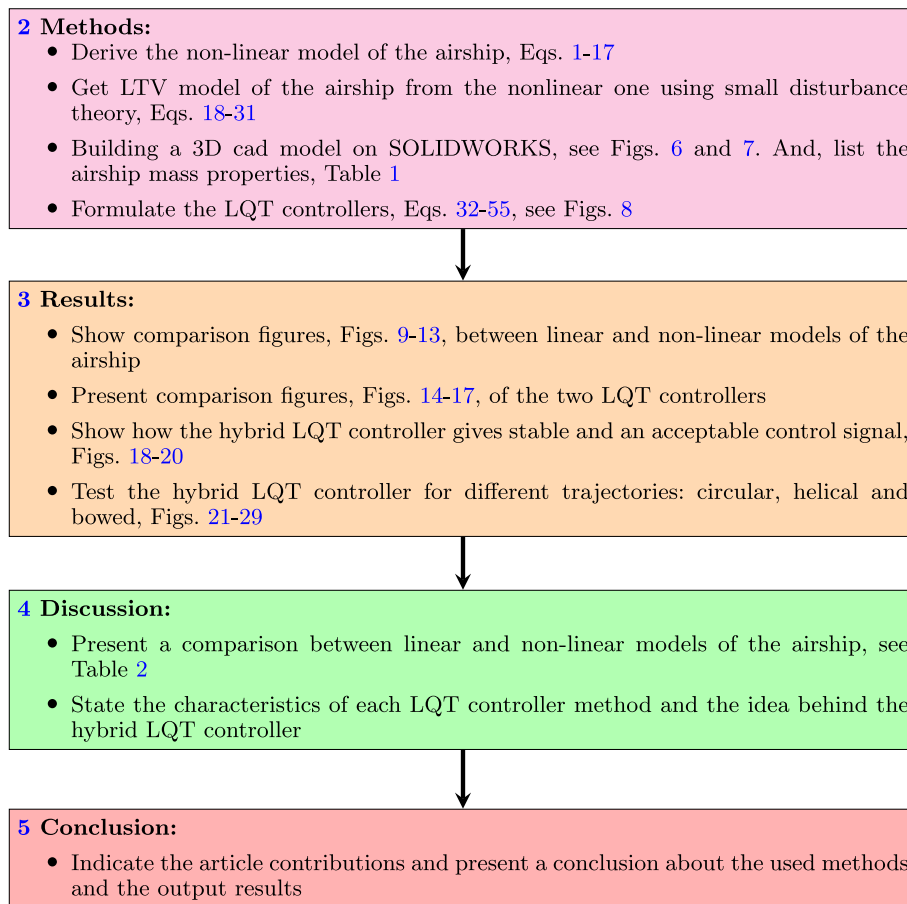 2 Methods:
• Derive the non-linear model of the airship, Eqs. 1-17
• Get LTV model of the airship from the nonlinear one using small disturbance
theory, Eqs. 18-31
• Building a 3D cad model on SOLIDWORKS, see Figs. 6 and 7. And, list the
airship mass properties, Table 1
• Formulate the LQT controllers, Eqs. 32-55, see Figs. 8
3 Results:
• Show comparison figures, Figs. 9-13, between linear and non-linear models of the
airship
• Present comparison figures, Figs. 14-17, of the two LQT controllers
• Show how the hybrid LQT controller gives stable and an acceptable control signal,
Figs. 18-20
• Test the hybrid LQT controller for different trajectories: circular, helical and
bowed, Figs. 21-29
4 Discussion:
• Present a comparison between linear and non-linear models of the airship, see
Table 2
• State the characteristics of each LQT controller method and the idea behind the
hybrid LQT controller
5 Conclusion:
• Indicate the article contributions and present a conclusion about the used methods
and the output results